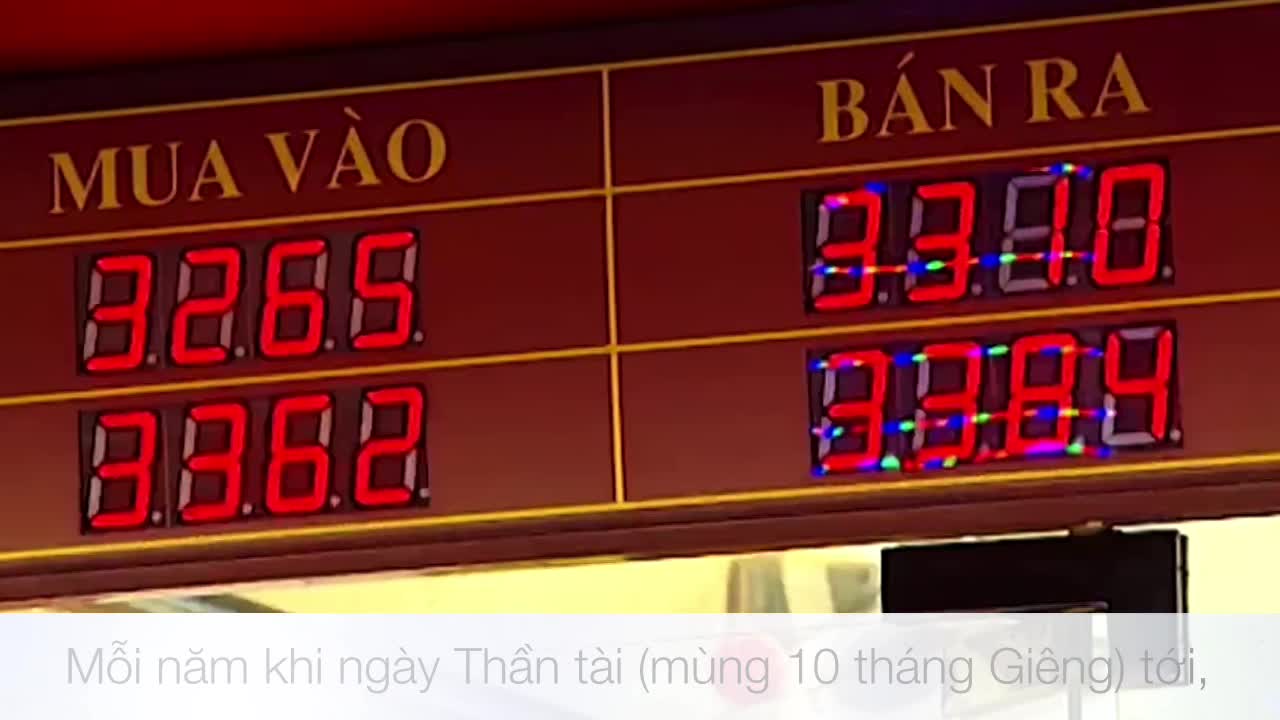 MUA VÀO BÁN RA
3265 3310
3362 3384
Mỗi năm khi ngày Thần tài (mùng 10 tháng Giêng) tới,